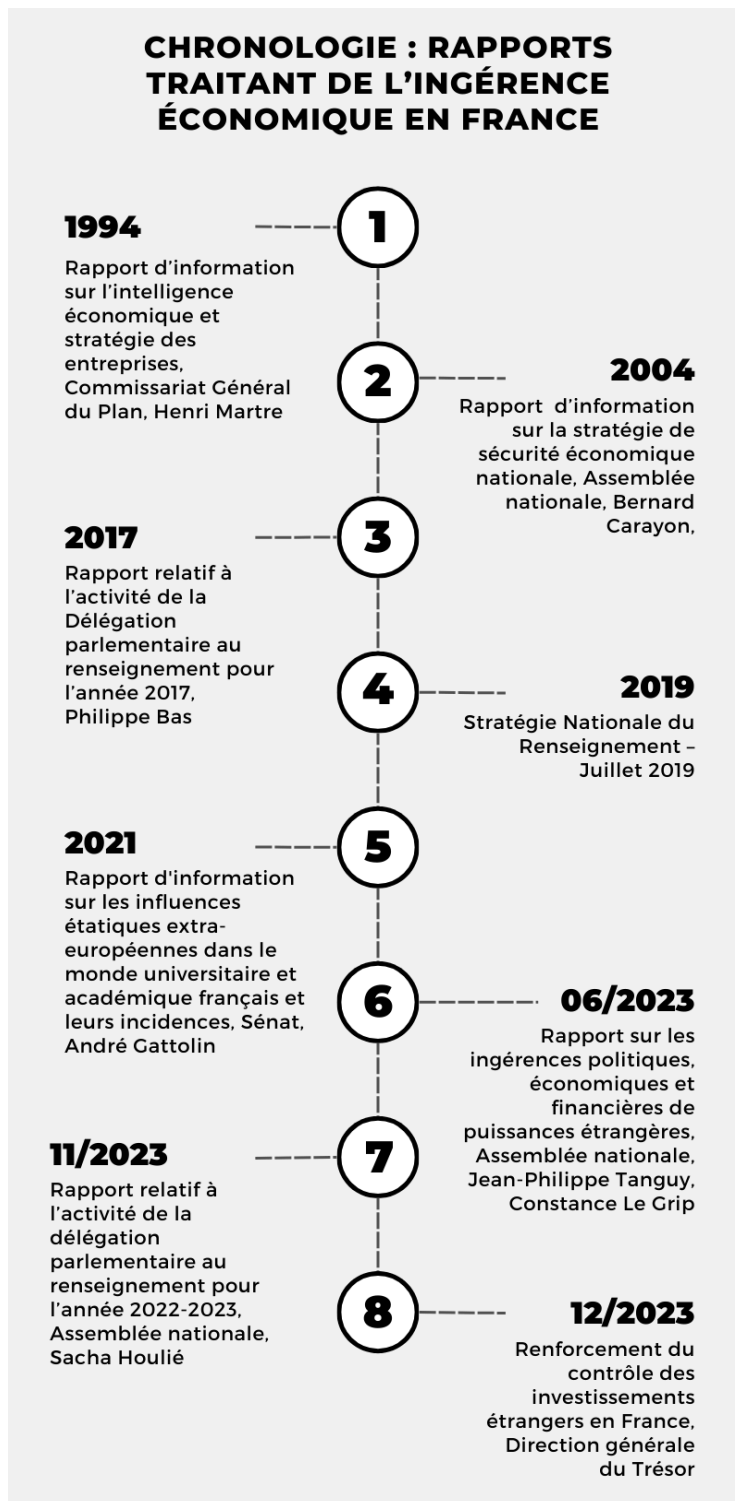 CHRONOLOGIE : RAPPORTS
TRAITANT DE L’INGÉRENCE
ÉCONOMIQUE EN FRANCE
1
1994
Rapport d’information
sur l’intelligence
économique et
stratégie des
entreprises,
Commissariat Général
du Plan, Henri Martre
2
2004
Rapport d’information
sur la stratégie de
sécurité économique
nationale, Assemblée
nationale, Bernard
Carayon,
3
2017
Rapport relatif à
l’activité de la
Délégation
parlementaire au
renseignement pour
l’année 2017,
Philippe Bas
4
2019
Stratégie Nationale du
Renseignement –
Juillet 2019
5
2021
Rapport d'information
sur les influences
étatiques extra-
européennes dans le
monde universitaire et
académique français et
leurs incidences, Sénat,
André Gattolin
6
06/2023
Rapport sur les
ingérences politiques,
économiques et
financières de
puissances étrangères,
Assemblée nationale,
Jean-Philippe Tanguy,
Constance Le Grip
7
11/2023
Rapport relatif à
l’activité de la
délégation
parlementaire au
renseignement pour
l’année 2022-2023,
Assemblée nationale,
Sacha Houlié
8
12/2023
Renforcement du
contrôle des
investissements
étrangers en France,
Direction générale
du Trésor